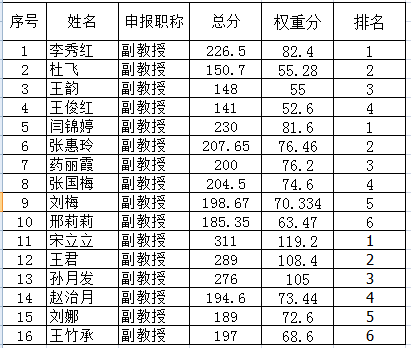 序号 姓名 申报职称 总分 权重分 排名
1 李秀红 副教授 226.5 82.4 1
2 杜飞 副教授 150.7 55.28 2
3 王韵 副教授 148 55 3
4 王俊红 副教授 141 52.6 4
5 闫锦婷 副教授 230 81.6 1
6 张惠玲 副教授 207.65 76.46 2
7 药丽霞 副教授 200 76.2 3
8 张国梅 副教授 204.5 74.6 4
9 刘梅 副教授 198.67 70.334 5
10 邢莉莉 副教授 185.35 63.47 6
11 宋立立 副教授 311 119.2 1
12 王君 副教授 289 108.4 2
13 孙月发 副教授 276 105 3
14 赵治月 副教授 194.6 73.44 4
15 刘娜 副教授 189 72.6 5
16 王竹承 副教授 197 68.6 6